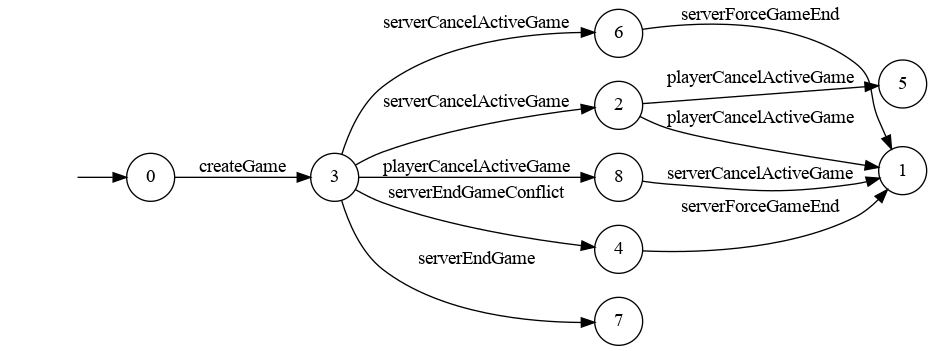 serverForceGameEnd
serverCancelActiveGame
6
playerCancelActiveGame
5
serverCancelActiveGame
2
playerCancelActiveGame
createGame
playerCancelActiveGame
serverCancelActiveGame
0
3
8
1
serverEndGameConflict
serverForceGameEnd
4
serverEndGame
7